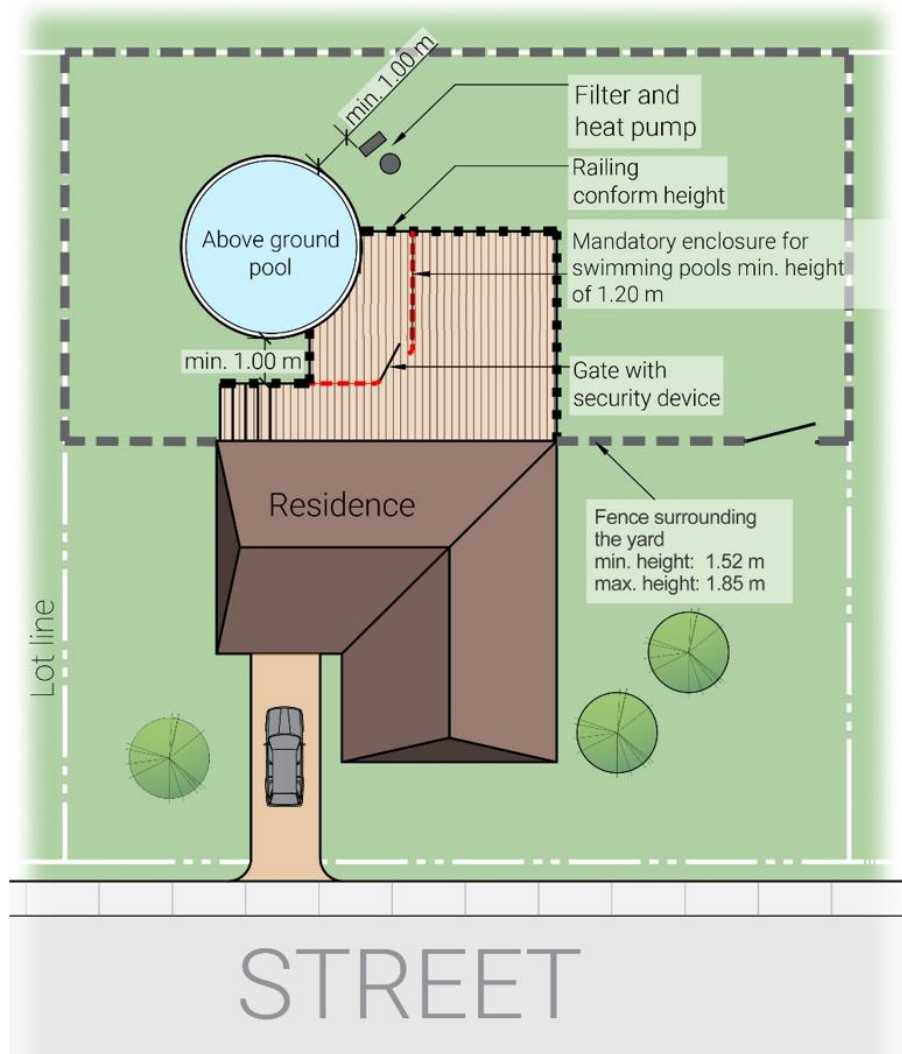 min. 1.00 m
Filter and
heat pump
Railing
conform height
Above ground
pool
Mandatory enclosure for
swimming pools min. height
of 1.20 m
min. 1.00 m
Gate with
security device
Residence
Fence surrounding
the yard
min. height: 1.52 m
max. height: 1.85 m
Lot line
STREET